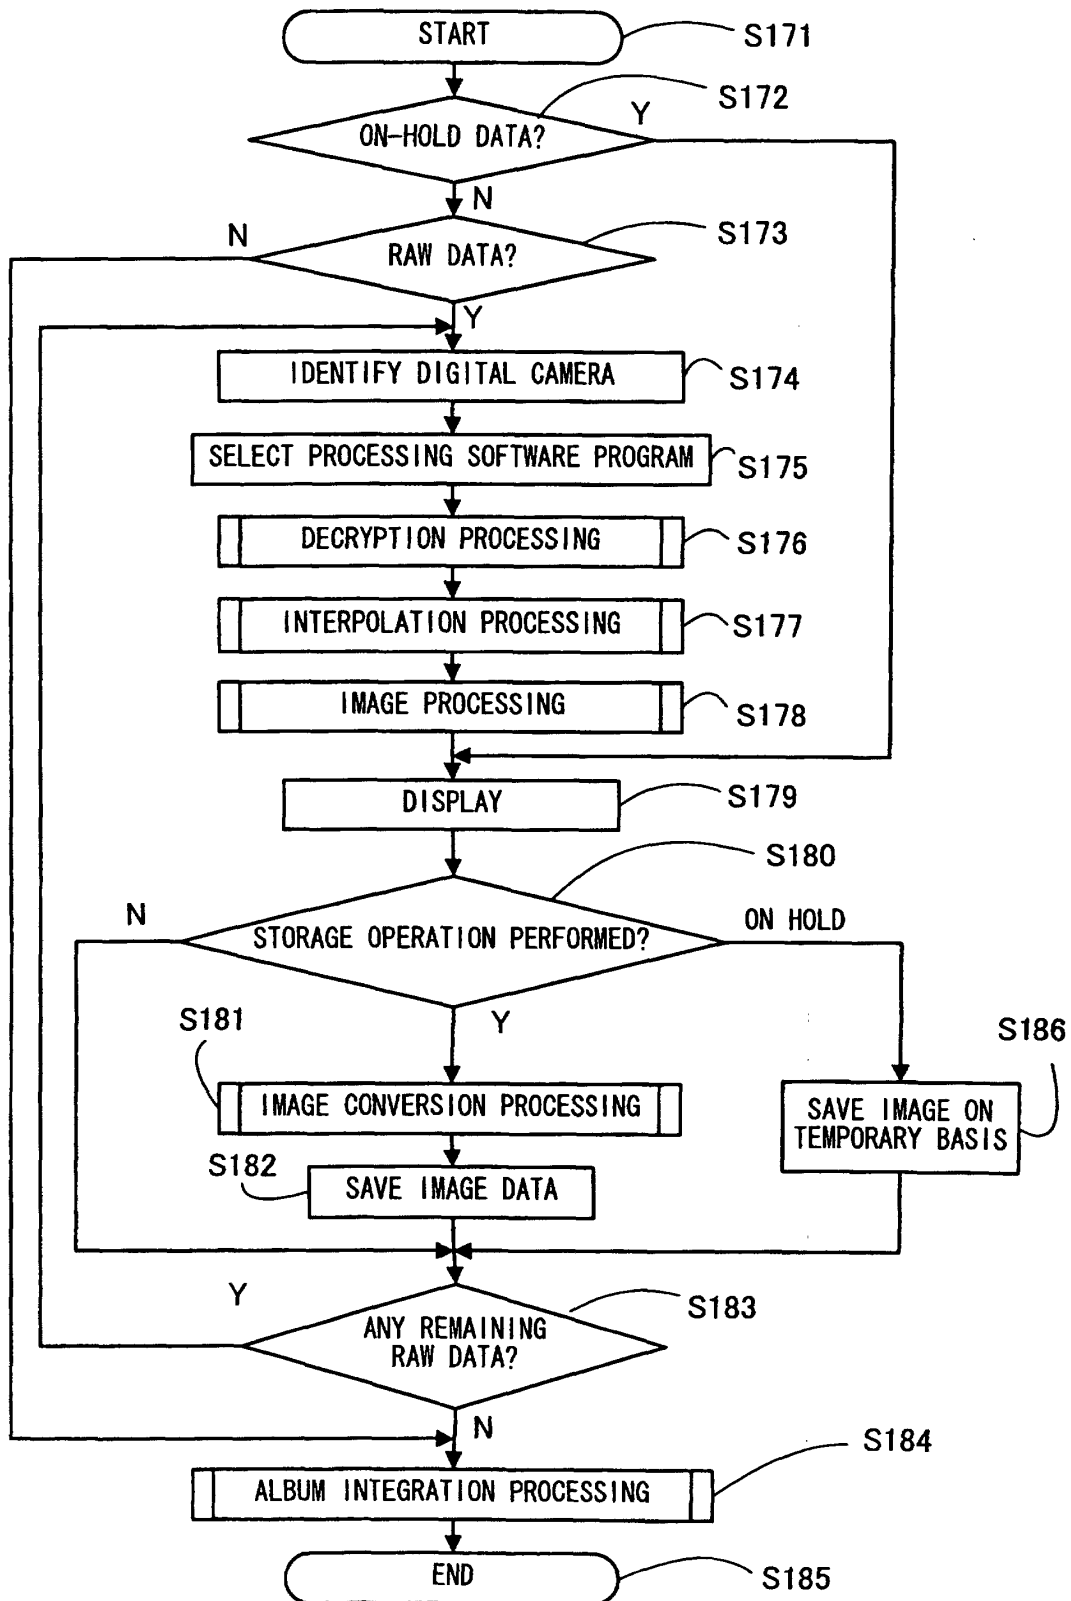 START
S171
S172
Y
ON-HOLD DATA?
N
N
S173
RAW DATA?
Y
IDENTIFY DIGITAL CAMERA
S174
SELECT PROCESSING SOFTWARE PROGRAM
S175
DECRYPTION PROCESSING
S176
INTERPOLATION PROCESSING
S177
IMAGE PROCESSING
S178
DISPLAY
S179
S180
N
ON HOLD
STORAGE OPERATION PERFORMED?
S181
Y
S186
IMAGE CONVERSION PROCESSING
SAVE IMAGE ON
TEMPORARY BASIS
S182
SAVE IMAGE DATA
Y
S183
ANY REMAINING
RAW DATA?
N
S184
ALBUM INTEGRATION PROCESSING
END
S185